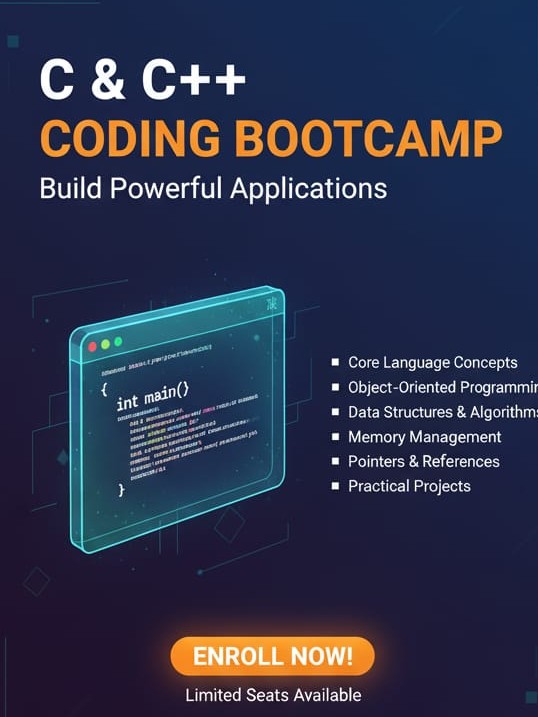 C & C++
CODING BOOTCAMP
Build Powerful Applications
{
int main(}
}
Core Language Concepts
Object-Oriented Programmin
Data Structures & Algorithms
Memory Management
Pointers & References
Practical Projects
ENROLL NOW!
Limited Seats Available